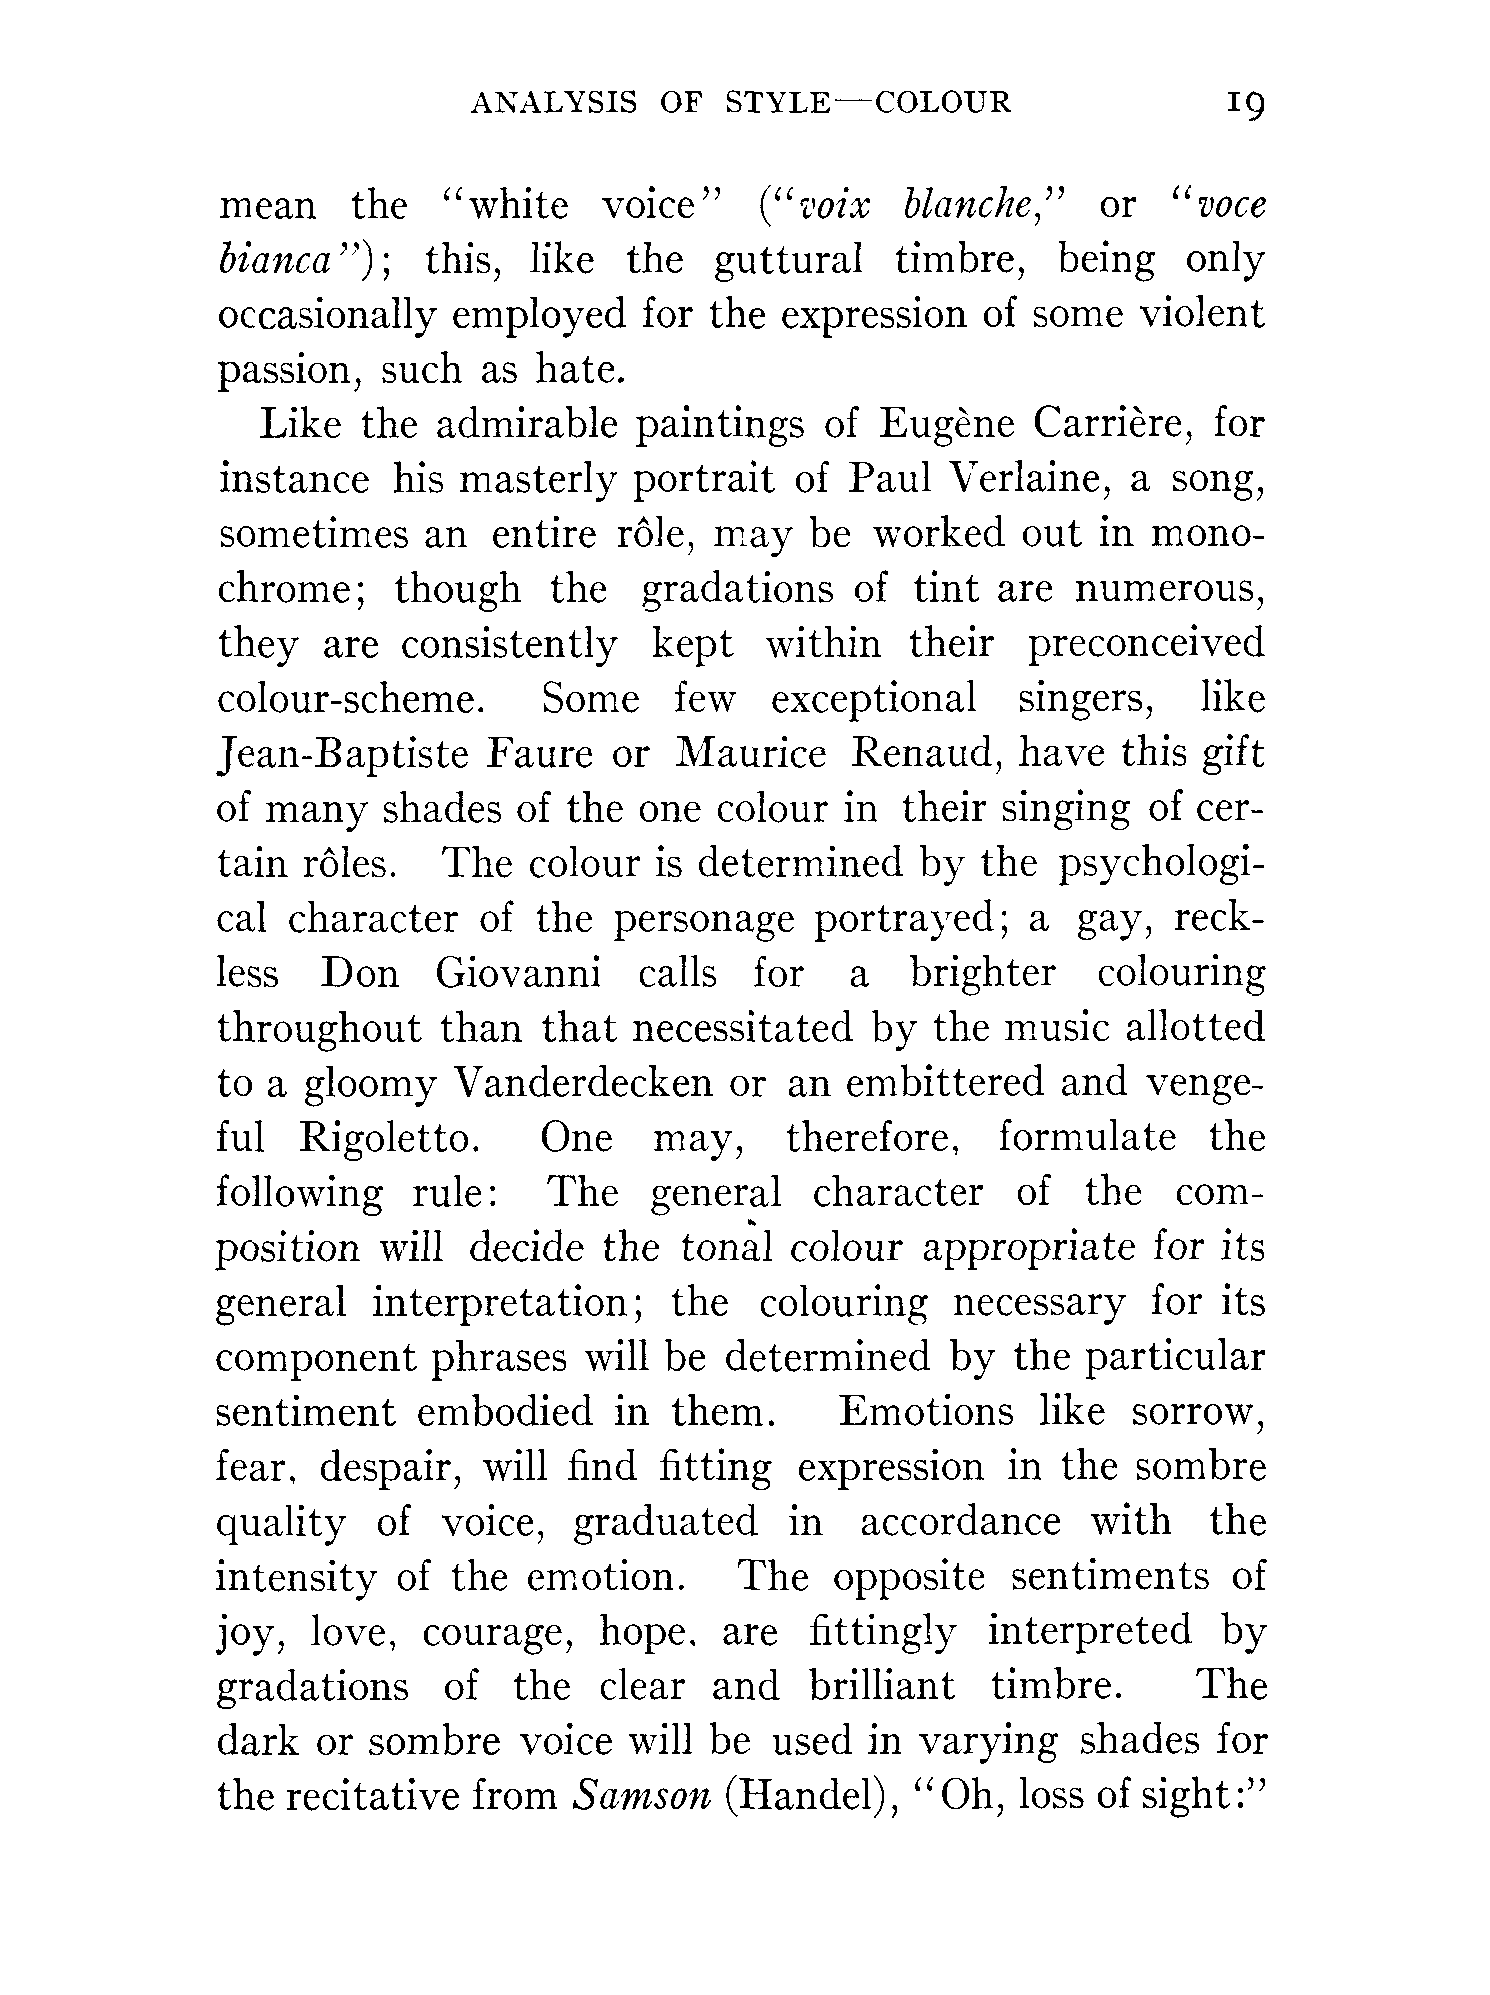 ANALYSIS OF STYLE—COLOUR 19
mean the “white voice” (“voix blanche,” or “voce
bianca”); this, like the guttural timbre, being only
occasionally employed for the expression of some violent
passion, such as hate.
Like the admirable paintings of Eugène Carrière, for
instance his masterly portrait of Paul Verlaine, a song,
sometimes an entire rôle, may be worked out in mono-
chrome; though the gradations of tint are numerous,
they are consistently kept within their preconceived
colour-scheme. Some few exceptional singers, like
Jean-Baptiste Faure or Maurice Renaud, have this gift
of many shades of the one colour in their singing of cer-
tain rôles. The colour is determined by the psychologi-
cal character of the personage portrayed; a gay, reck-
less Don Giovanni calls for a brighter colouring
throughout than that necessitated by the music allotted
to a gloomy Vanderdecken or an embittered and venge-
ful Rigoletto. One may, therefore, formulate the
following rule: The general character of the com-
position will decide the tonal colour appropriate for its
general interpretation; the colouring necessary for its
component phrases will be determined by the particular
sentiment embodied in them. Emotions like sorrow,
fear, despair, will find fitting expression in the sombre
quality of voice, graduated in accordance with the
intensity of the emotion. The opposite sentiments of
joy, love, courage, hope, are fittingly interpreted by
gradations of the clear and brilliant timbre. The
dark or sombre voice will be used in varying shades for
the recitative from Samson (Handel), “Oh, loss of sight:”